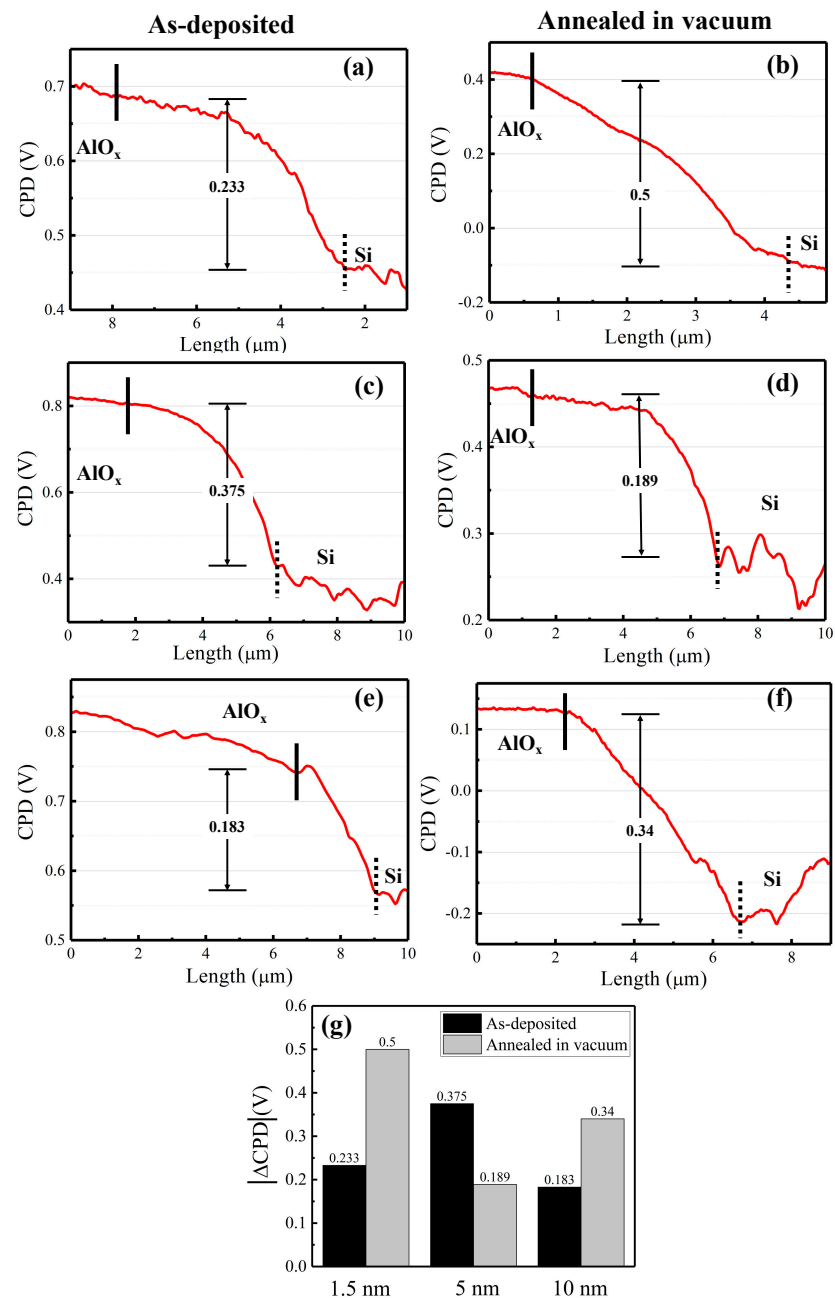 As-deposited
Annealed in vacuum
(a)
CPD (V)
0.7
0.6
0.5
0.4
AlOx
0.233
Si
8 6 4 2
Length (μm)
(b)
CPD (V)
0.4
0.2
0.0
-0.2
AlOx
0.5
Si
0 1 2 3 4
Length (μm)
(c)
CPD (V)
0.8
0.6
0.4
AlOx
0.375
Si
0 2 4 6 8 10
Length (μm)
(d)
CPD (V)
0.5
0.4
0.3
0.2
AlOx
0.189
Si
0 2 4 6 8 10
Length (μm)
(e)
CPD (V)
0.8
0.7
0.6
0.5
AlOx
0.183
Si
0 2 4 6 8 10
Length (μm)
(f)
CPD (V)
0.1
0.0
-0.1
-0.2
AlOx
0.34
Si
0 2 4 6 8
Length (μm)
(g)
|ΔCPD|(V)
0.6
0.5
0.4
0.3
0.2
0.1
0.0
As-deposited
Annealed in vacuum
0.233
0.5
0.375
0.189
0.183
0.34
1.5 nm 5 nm 10 nm